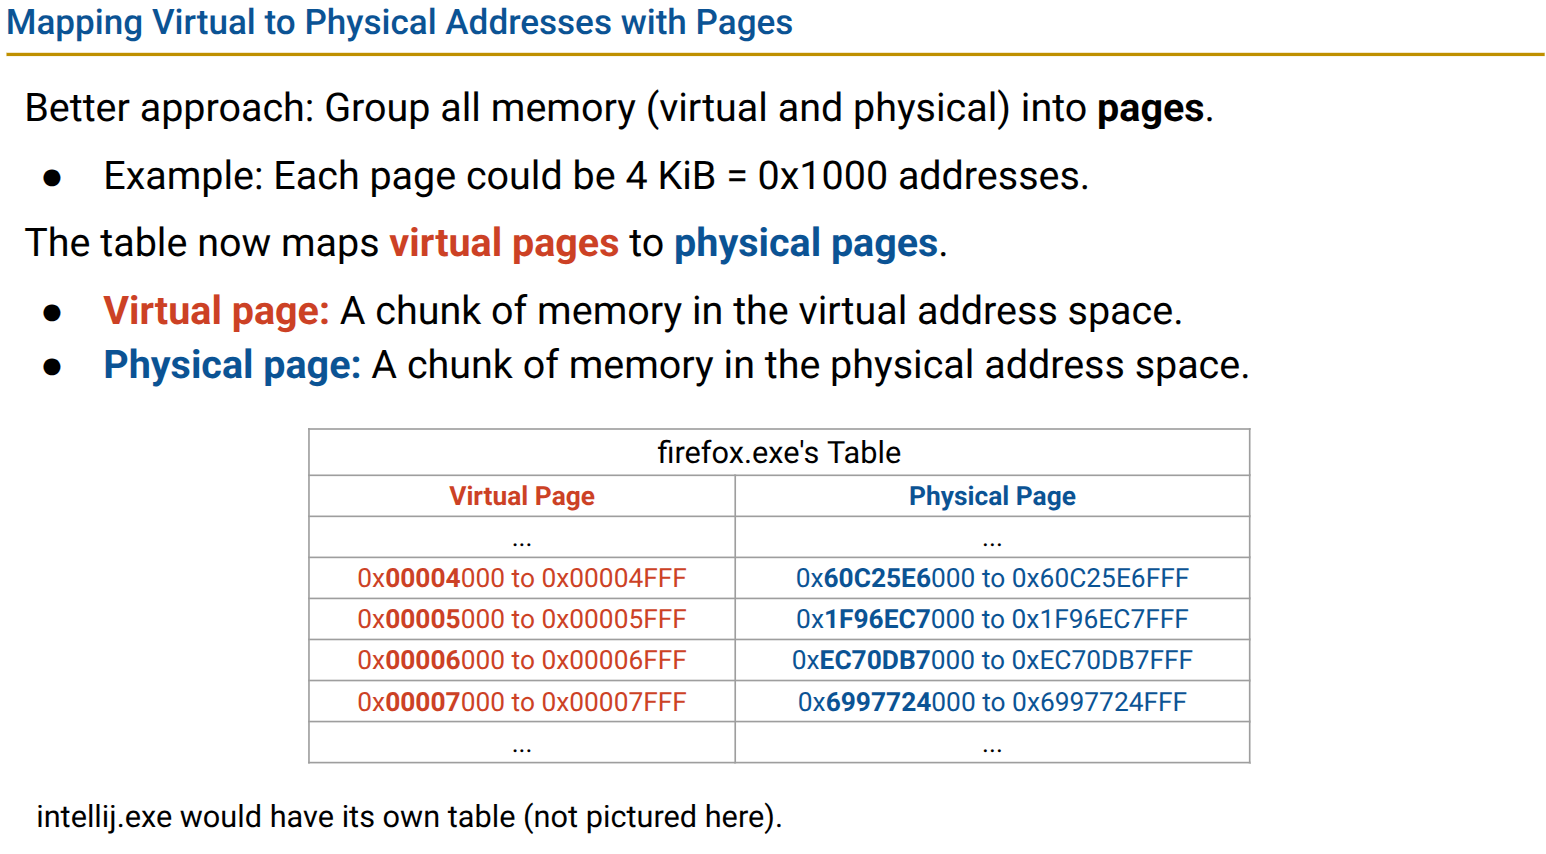 Mapping Virtual to Physical Addresses with Pages
Better approach: Group all memory (virtual and physical) into pages.
● Example: Each page could be 4 KiB = 0x1000 addresses.
The table now maps virtual pages to physical pages.
● Virtual page: A chunk of memory in the virtual address space.
● Physical page: A chunk of memory in the physical address space.
firefox.exe's Table
Virtual Page Physical Page
... ...
0x00004000 to 0x00004FFF 0x60C25E6000 to 0x60C25E6FFF
0x00005000 to 0x00005FFF 0x1F96EC7000 to 0x1F96EC7FFF
0x00006000 to 0x00006FFF 0xEC70DB7000 to 0xEC70DB7FFF
0x00007000 to 0x00007FFF 0x6997724000 to 0x6997724FFF
... ...
intellij.exe would have its own table (not pictured here).